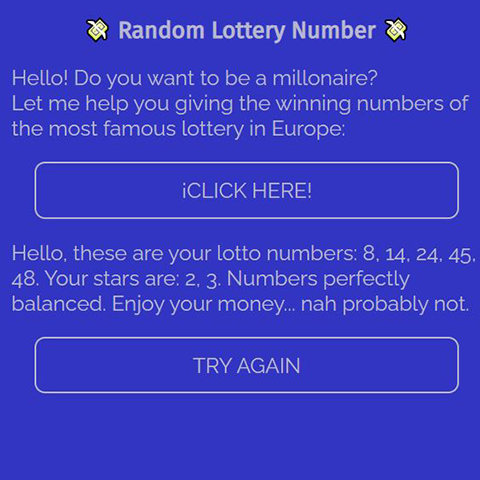 Random Lottery Number
Hello! Do you want to be a millonaire?
Let me help you giving the winning numbers of
the most famous lottery in Europe:
¡CLICK HERE!
Hello, these are your lotto numbers: 8, 14, 24, 45,
48. Your stars are: 2, 3. Numbers perfectly
balanced. Enjoy your money... nah probably not.
TRY AGAIN